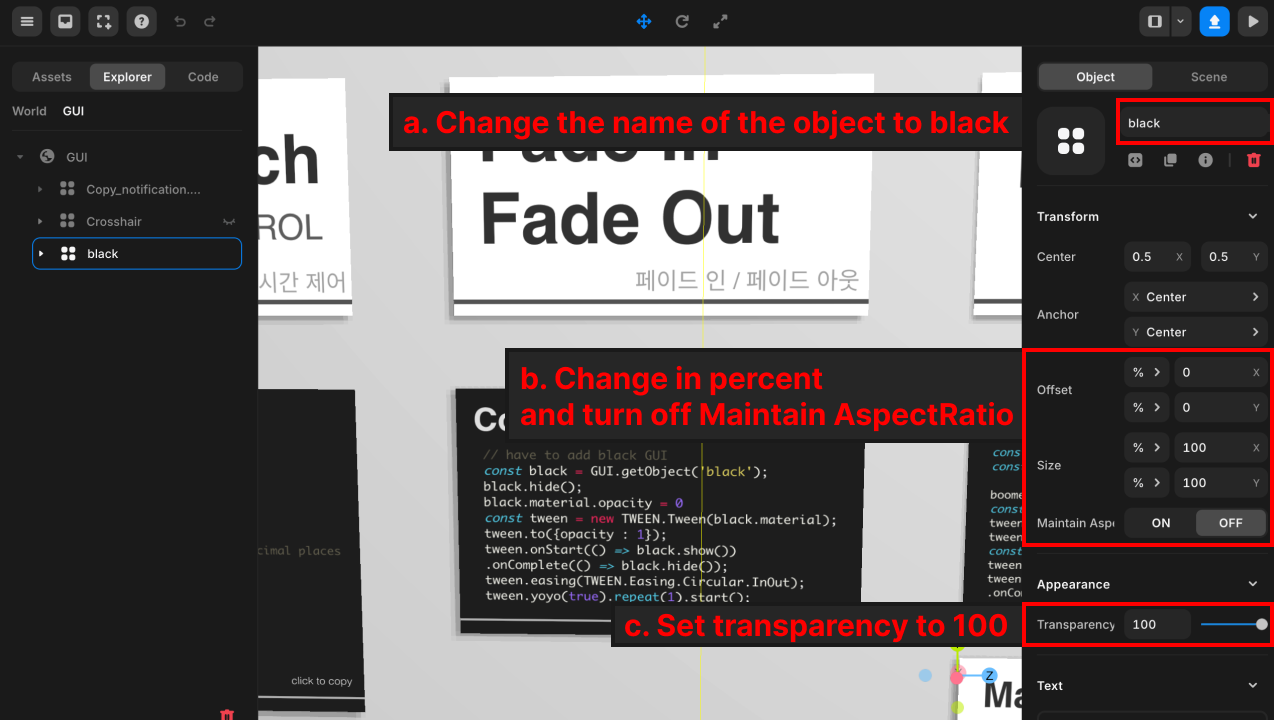 Assets
Explorer
Code
World
GUI
GUI
Copy_notification....
Crosshair
black
ch
ROL
시간 제어
cimal places
click to copy
a. Change the name of the object to black
Fade In
Fade Out
페이드 인 / 페이드 아웃
b. Change in percent
and turn off Maintain AspectRatio
Co
// have to add black GUI
const black = GUI.getObject('black');
black.hide();
black.material.opacity = 0
const tween = new TWEEN.Tween(black.material);
tween.to({opacity : 1});
tween.onStart(() => black.show())
.onComplete(() => black.hide());
tween.easing(TWEEN.Easing.Circular.InOut);
tween.yoyo(true).repeat(1).start();
cons
cons
boome
const
tween
tween
const
tween
tween
.onCo
c. Set transparency to 100
Z
Ma
Object
Scene
black
Transform
Center
0.5 X
0.5 Y
Anchor
X Center
Y Center
Offset
% 0 X
% 0 Y
Size
% 100 X
% 100 Y
Maintain Aspe
ON
OFF
Appearance
Transparency
100
Text